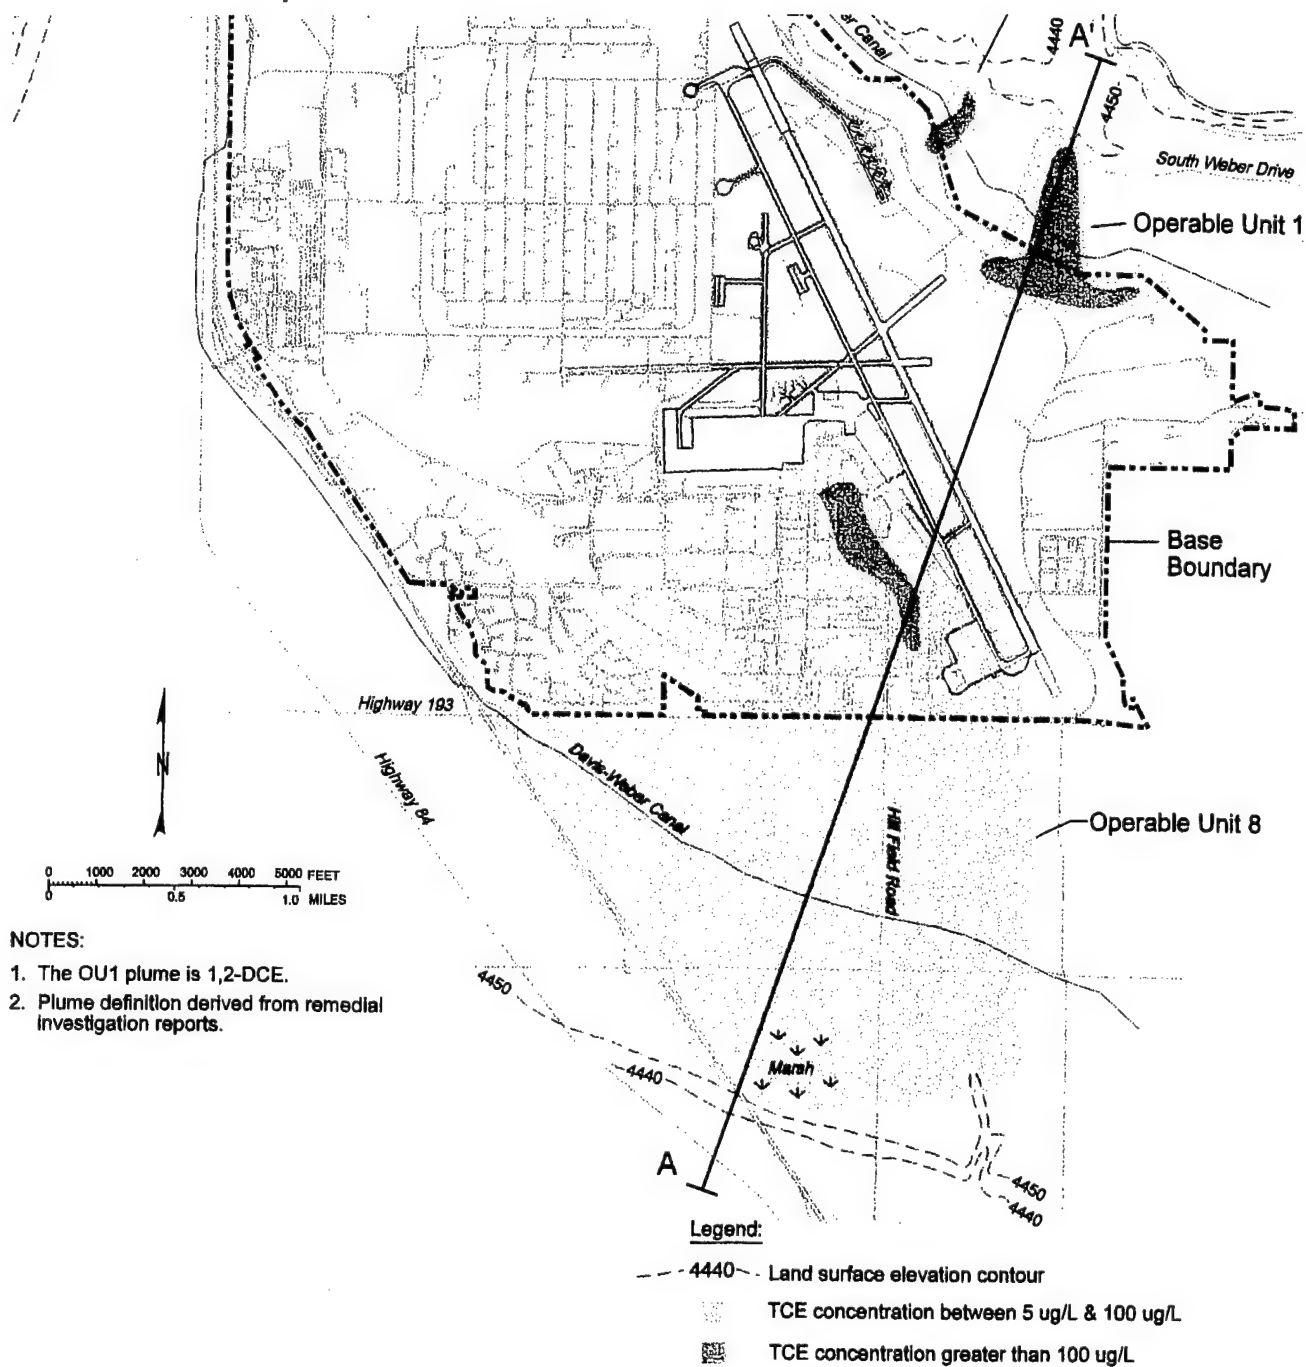 er Canal
4440
A'
4450
South Weber Drive
Operable Unit 1
Base
Boundary
Highway 193
N
Highway 84
Davis-Weber Canal
Hill Field Road
Operable Unit 8
0 1000 2000 3000 4000 5000 FEET
0 0.5 1.0 MILES
NOTES:
1. The OU1 plume is 1,2-DCE.
2. Plume definition derived from remedial
investigation reports.
4450
4440
Marsh
A
4450
4440
Legend:
4440 Land surface elevation contour
TCE concentration between 5 ug/L & 100 ug/L
TCE concentration greater than 100 ug/L